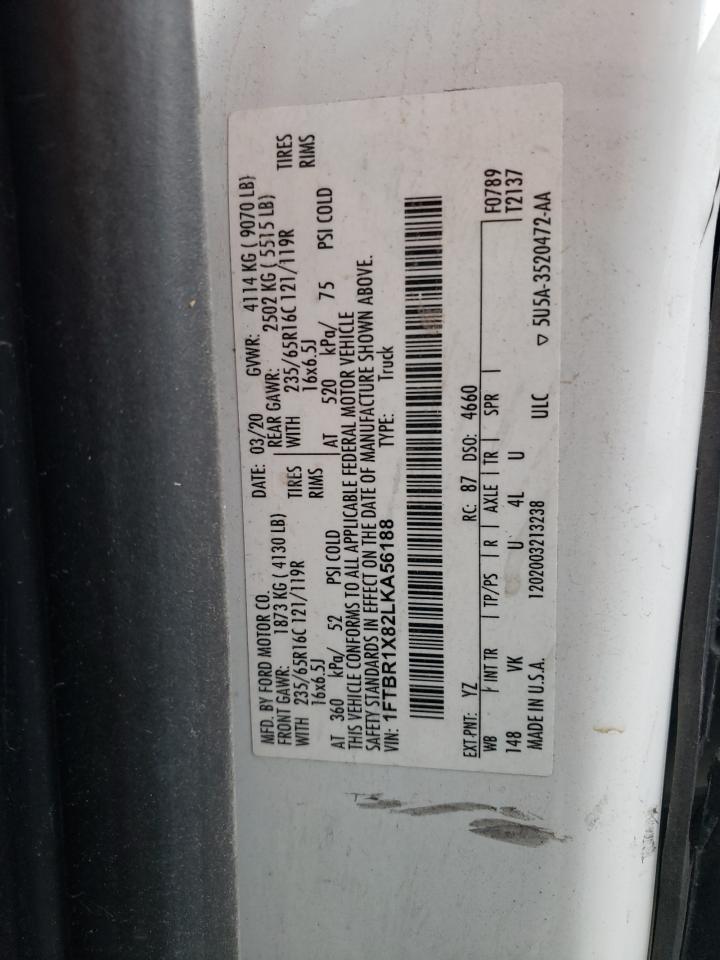 MFD. BY FORD MOTOR CO.
DATE: 03/20 GVWR: 4114 KG ( 9070 LB)
FRONT GAWR: 1873 KG ( 4130 LB) REAR GAWR: 2502 KG ( 5515 LB)
WITH 235/65R16C 121/119R TIRES WITH 235/65R16C 121/119R TIRES
16x6.5J RIMS 16x6.5J RIMS
AT 360 kPa/ 52 PSI COLD AT 520 kPa/ 75 PSI COLD
THIS VEHICLE CONFORMS TO ALL APPLICABLE FEDERAL MOTOR VEHICLE
SAFETY STANDARDS IN EFFECT ON THE DATE OF MANUFACTURE SHOWN ABOVE.
VIN: 1FTBR1X82LKA56188 TYPE: Truck
EXT PNT: YZ RC: 87 DSO: 4660 F0789
WB INT TR TP/PS R AXLE TR SPR T2137
148 VK U 4L U
MADE IN U.S.A. 1202003213238 ULC ▽ 5U5A-3520472-AA